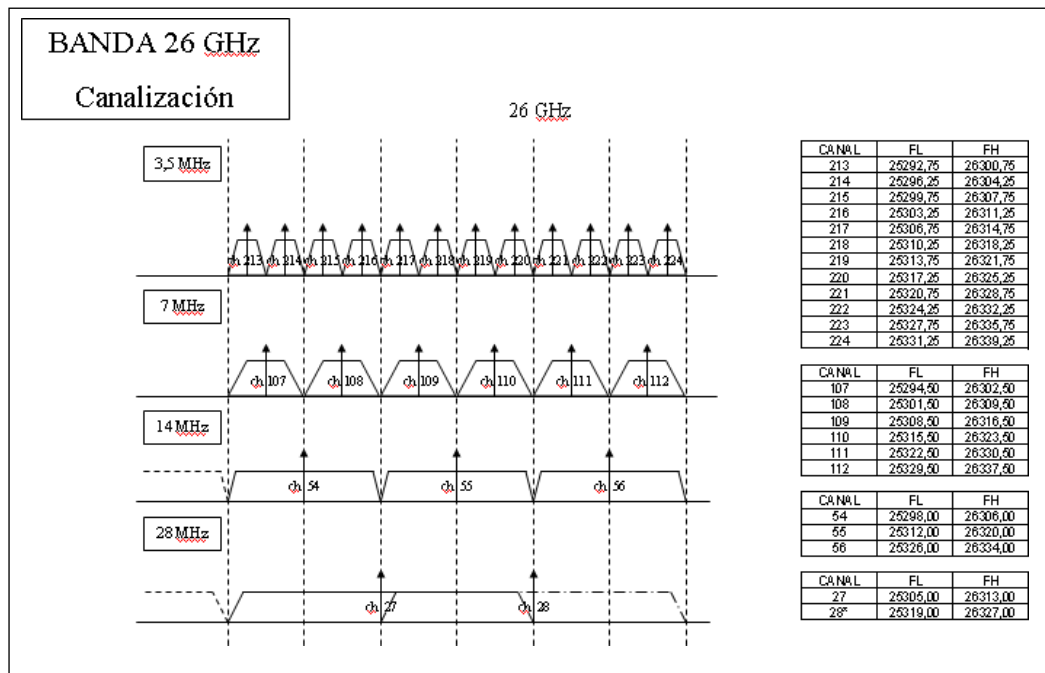 BANDA 26 GHz
Canalización
26 GHz
3,5 MHz
ch 213 ch 214 ch 215 ch 216 ch 217 ch 218 ch 219 ch 220 ch 221 ch 222 ch 223 ch 224
7 MHz
ch 107 ch 108 ch 109 ch 110 ch 111 ch 112
14 MHz
ch 54 ch 55 ch 56
28 MHz
ch 27 ch 28
CANAL FL FH
213 25292,75 26300,75
214 25296,25 26304,25
215 25299,75 26307,75
216 25303,25 26311,25
217 25306,75 26314,75
218 25310,25 26318,25
219 25313,75 26321,75
220 25317,25 26325,25
221 25320,75 26328,75
222 25324,25 26332,25
223 25327,75 26335,75
224 25331,25 26339,25
CANAL FL FH
107 25294,50 26302,50
108 25301,50 26309,50
109 25308,50 26316,50
110 25315,50 26323,50
111 25322,50 26330,50
112 25329,50 26337,50
CANAL FL FH
54 25298,00 26306,00
55 25312,00 26320,00
56 25326,00 26334,00
CANAL FL FH
27 25305,00 26313,00
28* 25319,00 26327,00